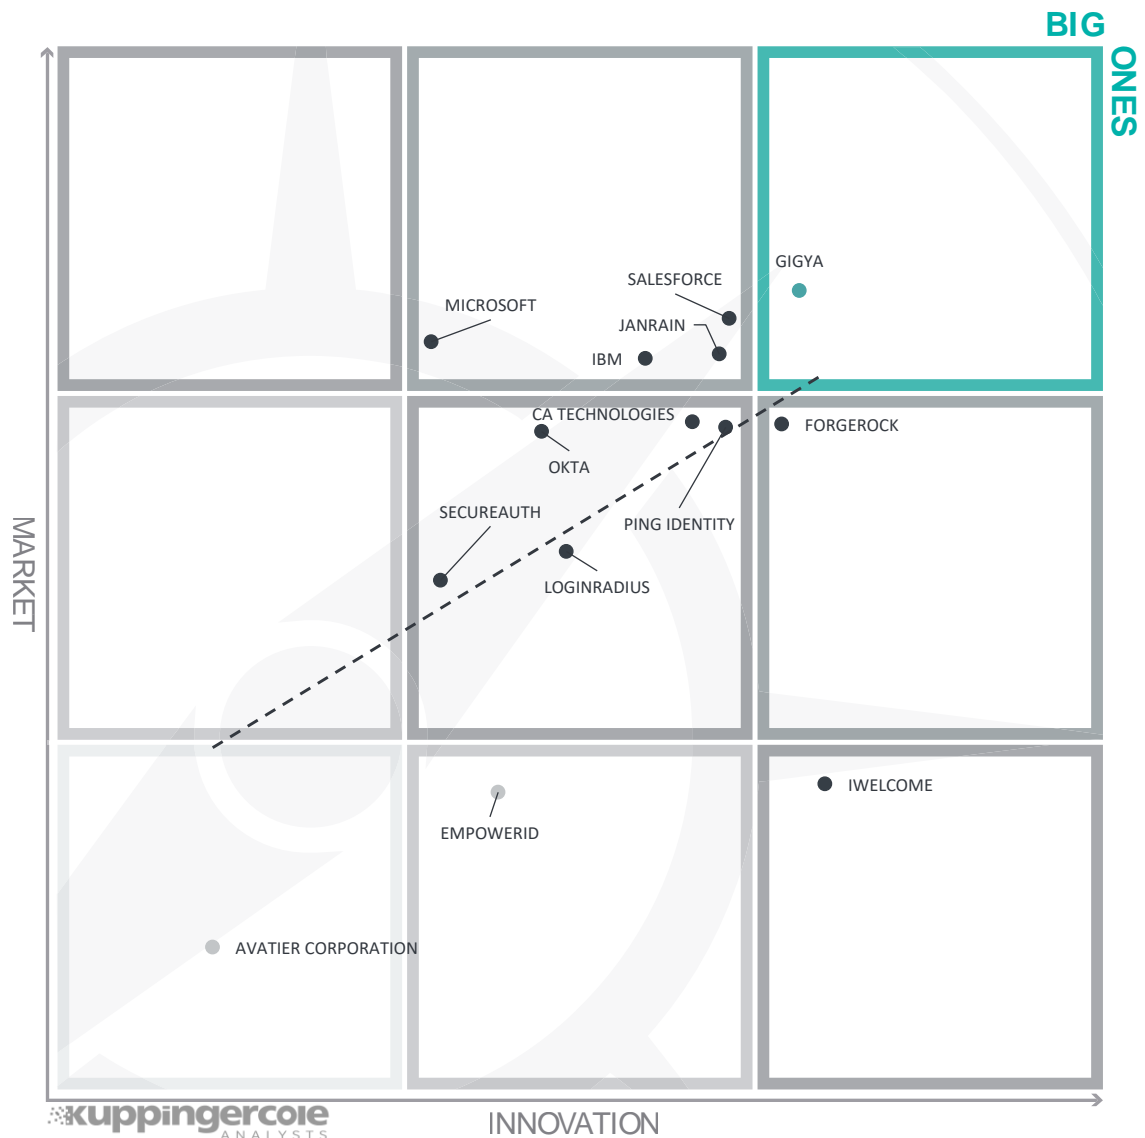 BIG
ONES
GIGYA
SALESFORCE
MICROSOFT
JANRAIN
IBM
CA TECHNOLOGIES
FORGEROCK
OKTA
SECUREAUTH
PING IDENTITY
LOGINRADIUS
MARKET
IWELCOME
EMPOWERID
AVATIER CORPORATION
kuppingercole
ANALYSTS
INNOVATION